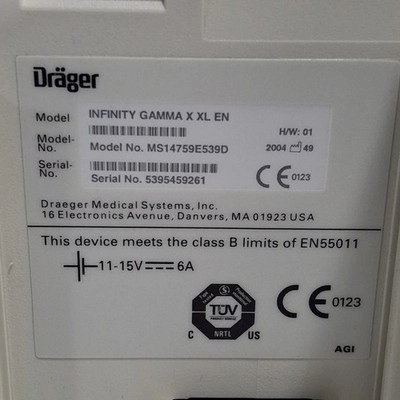 Dräger
Model INFINITY GAMMA X XL EN
H/W: 01
Model-No. Model No. MS14759E539D 2004 49
Serial-No. Serial No. 5395459261 CE 0123
Draeger Medical Systems, Inc.
16 Electronics Avenue, Danvers, MA 01923 USA
This device meets the class B limits of EN55011
11-15V 6A
CE 0123
TÜV
NRTL
C US
AGI